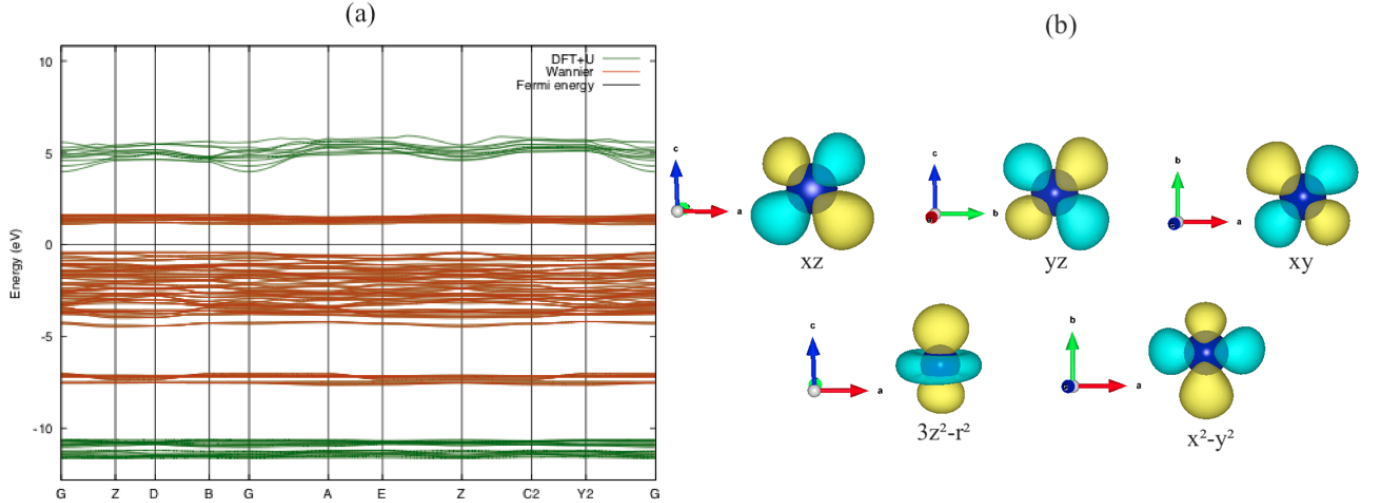 (a)
(b)
DFT+U
Wannier
Fermi energy
10
5
0
-5
-10
Energy (eV)
G Z D B G A E Z C2 Y2 G
c
a
xz
c
b
yz
b
a
xy
c
a
3z²-r²
b
a
x²-y²